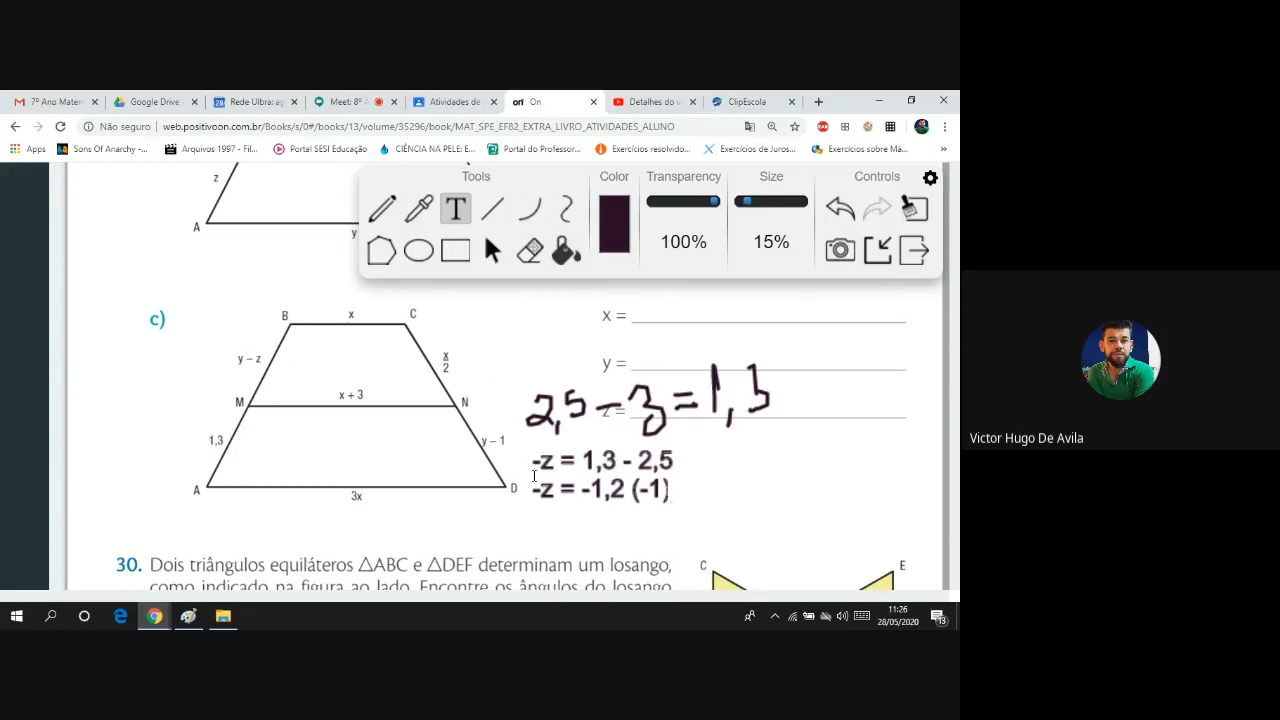 7º Ano Matem
Google Drive
Rede Ulbra: ag
Meet: 8º A
Atividades de
On
Detalhes do v
ClipEscola
Não seguro
web.positivoon.com.br/Books/s/0#/books/13/volume/35296/book/MAT_SPE_EF82_EXTRA_LIVRO_ATIVIDADES_ALUNO
Apps
Sons Of Anarchy -...
Arquivos 1997 - Fil...
Portal SESI Educação
CIÊNCIA NA PELE: E...
Portal do Professor...
Exercícios resolvido...
Exercícios de Juros...
Exercícios sobre Má...
»
Tools
Color
Transparency
Size
Controls
T
100%
15%
z
A
y
c)
B
x
C
y – z
x/2
M
x + 3
N
1,3
y – 1
A
3x
D
x =
y =
z =
2,5 - z = 1,3
-z = 1,3 - 2,5
-z = -1,2 (-1)
30. Dois triângulos equiláteros △ABC e △DEF determinam um losango,
como indicado na figura ao lado. Encontre os ângulos do losango
C
E
11:26
28/05/2020
13
Victor Hugo De Avila